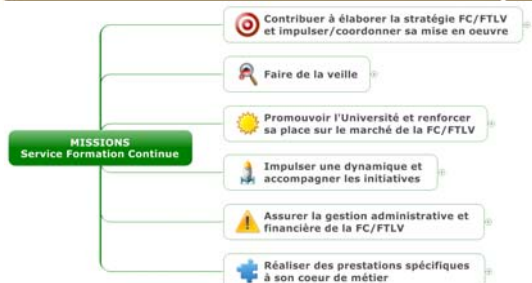 Contribuer à élaborer la stratégie FC/FTLV
et impulser/coordonner sa mise en oeuvre
Faire de la veille
Promouvoir l'Université et renforcer
sa place sur le marché de la FC/FTLV
MISSIONS
Service Formation Continue
Impulser une dynamique et
accompagner les initiatives
Assurer la gestion administrative et
financière de la FC/FTLV
Réaliser des prestations spécifiques
à son coeur de métier